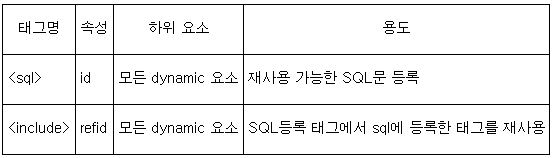 태그명 속성 하위 요소 용도
<sql> id 모든 dynamic 요소 재사용 가능한 SQL문 등록
<include> refid 모든 dynamic 요소 SQL등록 태그에서 sql에 등록한 태그를 재사용